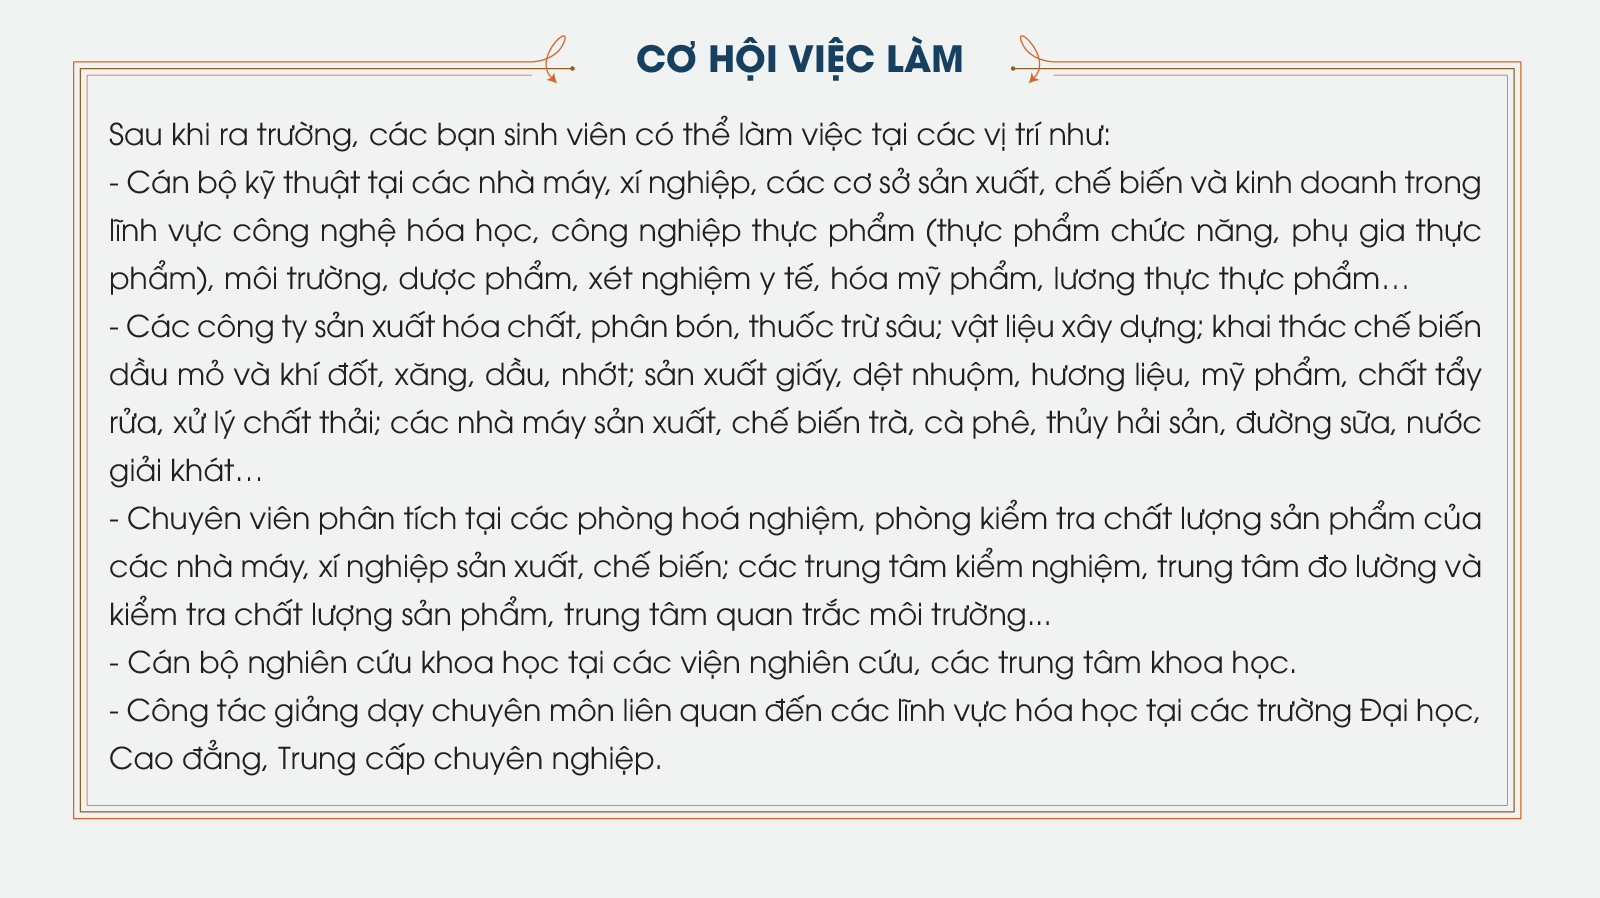 CƠ HỘI VIỆC LÀM
Sau khi ra trường, các bạn sinh viên có thể làm việc tại các vị trí như:
- Cán bộ kỹ thuật tại các nhà máy, xí nghiệp, các cơ sở sản xuất, chế biến và kinh doanh trong
lĩnh vực công nghệ hóa học, công nghiệp thực phẩm (thực phẩm chức năng, phụ gia thực
phẩm), môi trường, dược phẩm, xét nghiệm y tế, hóa mỹ phẩm, lương thực thực phẩm…
- Các công ty sản xuất hóa chất, phân bón, thuốc trừ sâu; vật liệu xây dựng; khai thác chế biến
dầu mỏ và khí đốt, xăng, dầu, nhớt; sản xuất giấy, dệt nhuộm, hương liệu, mỹ phẩm, chất tẩy
rửa, xử lý chất thải; các nhà máy sản xuất, chế biến trà, cà phê, thủy hải sản, đường sữa, nước
giải khát…
- Chuyên viên phân tích tại các phòng hoá nghiệm, phòng kiểm tra chất lượng sản phẩm của
các nhà máy, xí nghiệp sản xuất, chế biến; các trung tâm kiểm nghiệm, trung tâm đo lường và
kiểm tra chất lượng sản phẩm, trung tâm quan trắc môi trường...
- Cán bộ nghiên cứu khoa học tại các viện nghiên cứu, các trung tâm khoa học.
- Công tác giảng dạy chuyên môn liên quan đến các lĩnh vực hóa học tại các trường Đại học,
Cao đẳng, Trung cấp chuyên nghiệp.